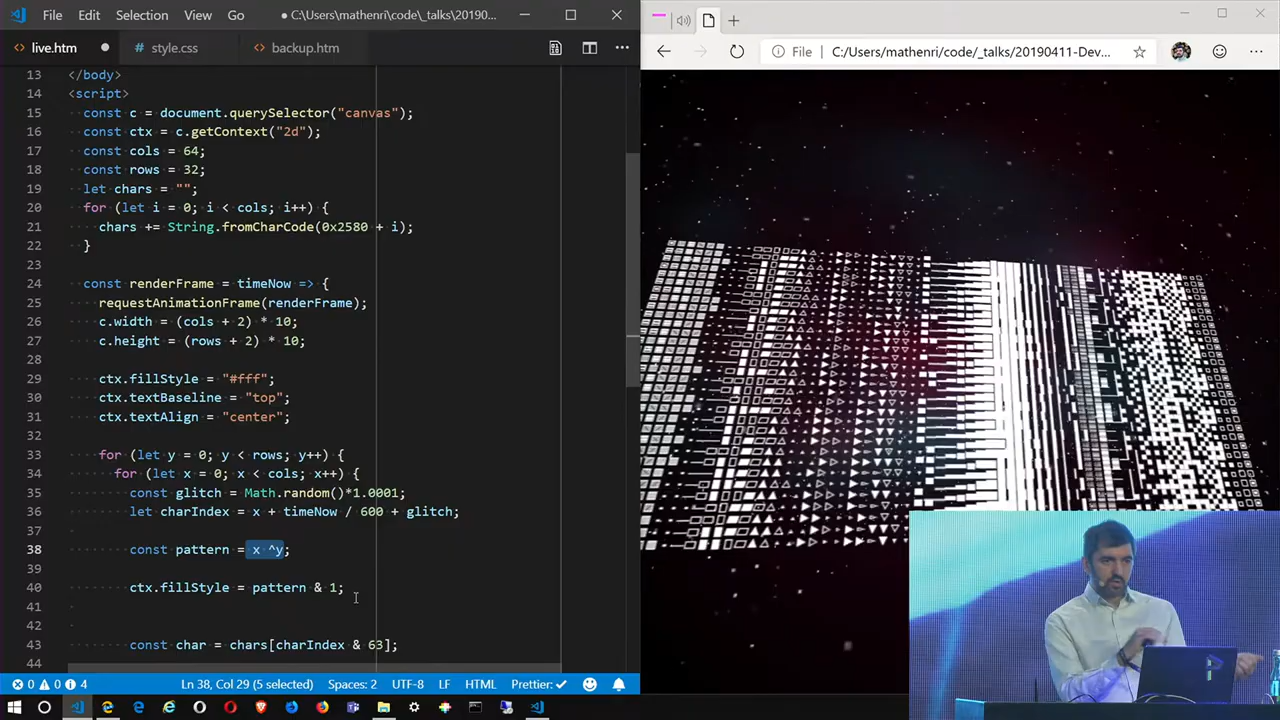 File Edit Selection View Go ● C:\Users\mathenri\code\_talks\20190...
live.htm ● style.css backup.htm
File C:/Users/mathenri/code/_talks/20190411-Dev...
13 </body>
14 <script>
15 const c = document.querySelector("canvas");
16 const ctx = c.getContext("2d");
17 const cols = 64;
18 const rows = 32;
19 let chars = "";
20 for (let i = 0; i < cols; i++) {
21 chars += String.fromCharCode(0x2580 + i);
22 }
23
24 const renderFrame = timeNow => {
25 requestAnimationFrame(renderFrame);
26 c.width = (cols + 2) * 10;
27 c.height = (rows + 2) * 10;
28
29 ctx.fillStyle = "#fff";
30 ctx.textBaseline = "top";
31 ctx.textAlign = "center";
32
33 for (let y = 0; y < rows; y++) {
34 for (let x = 0; x < cols; x++) {
35 const glitch = Math.random()*1.0001;
36 let charIndex = x + timeNow / 600 + glitch;
37
38 const pattern = x ^y;
39
40 ctx.fillStyle = pattern & 1;
41
42
43 const char = chars[charIndex & 63];
44
0 0 4 Ln 38, Col 29 (5 selected) Spaces: 2 UTF-8 LF HTML Prettier: ✓